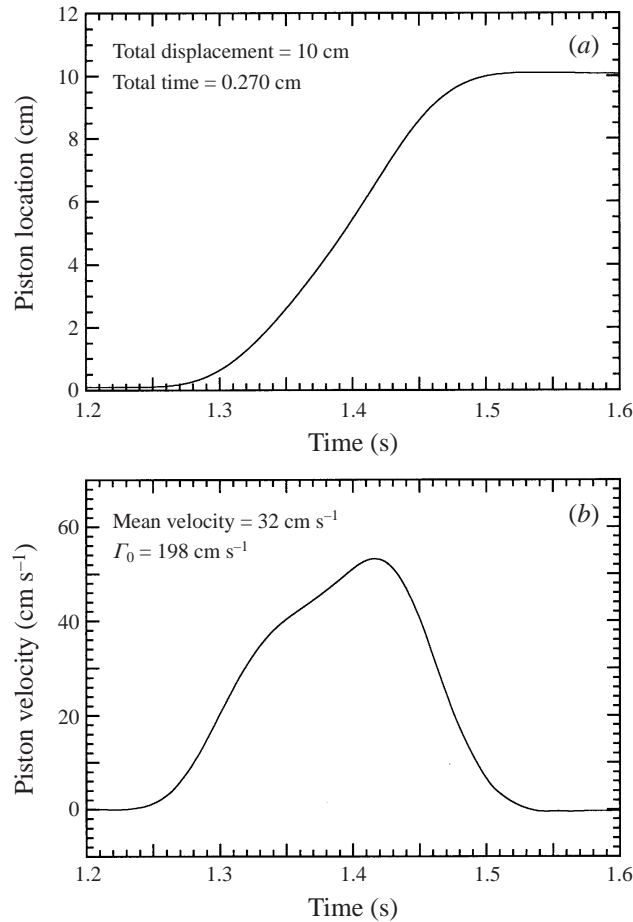 12
(a)
Total displacement = 10 cm
Total time = 0.270 cm
10
8
6
4
2
0
Piston location (cm)
1.2 1.3 1.4 1.5 1.6
Time (s)
(b)
Mean velocity = 32 cm s⁻¹
Γ₀ = 198 cm s⁻¹
60
40
20
0
Piston velocity (cm s⁻¹)
1.2 1.3 1.4 1.5 1.6
Time (s)